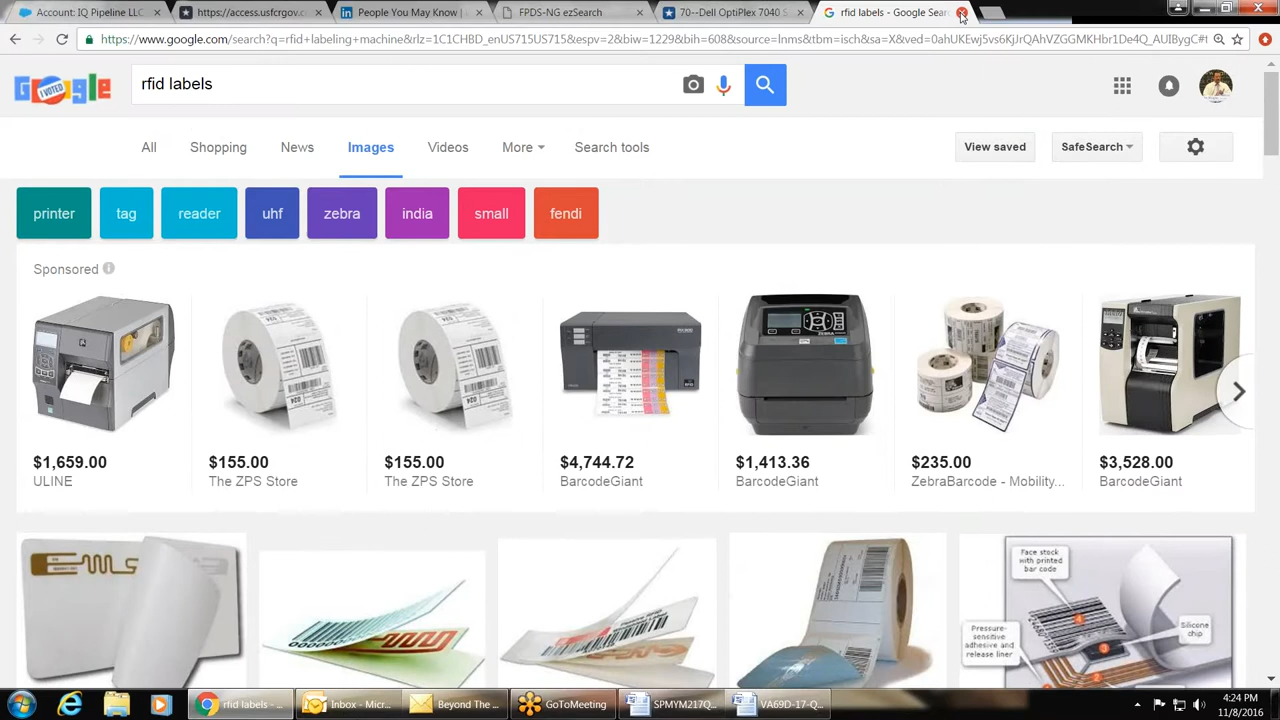 Account: IQ Pipeline LLC
https://access.usfcrgov.c
People You May Know |
FPDS-NG ezSearch
70--Dell OptiPlex 7040 S
rfid labels - Google Sear
https://www.google.com/search?q=rfid+labeling+machine&rlz=1C1CHBD_enUS715US715&espv=2&biw=1229&bih=608&source=lnms&tbm=isch&sa=X&ved=0ahUKEwj5vs6KjJrQAhVZGGMKHbr1De4Q_AUIBygC#t
Google
I VOTED
rfid labels
All
Shopping
News
Images
Videos
More
Search tools
View saved
SafeSearch
printer
tag
reader
uhf
zebra
india
small
fendi
Sponsored
$1,659.00
ULINE
$155.00
The ZPS Store
$155.00
The ZPS Store
$4,744.72
BarcodeGiant
$1,413.36
BarcodeGiant
$235.00
ZebraBarcode - Mobility...
$3,528.00
BarcodeGiant
Face stock
with printed
bar code
Pressure-
sensitive
adhesive and
release liner
Silicone
chip
4
3
2
rfid labels - ...
Inbox - Micr...
Beyond The ...
GoToMeeting
SPMYM217Q...
VA69D-17-Q...
4:24 PM
11/8/2016